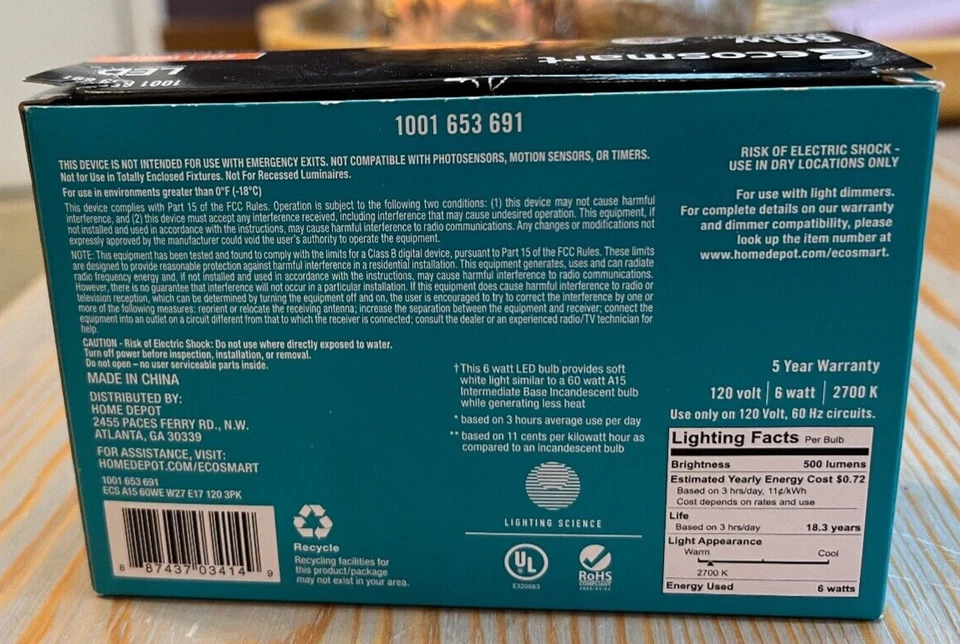 ecosmart
60W
LED
1001 653 691
THIS DEVICE IS NOT INTENDED FOR USE WITH EMERGENCY EXITS. NOT COMPATIBLE WITH PHOTOSENSORS, MOTION SENSORS, OR TIMERS.
Not for Use in Totally Enclosed Fixtures. Not For Recessed Luminaires.
For use in environments greater than 0°F (-18°C)
This device complies with Part 15 of the FCC Rules. Operation is subject to the following two conditions: (1) this device may not cause harmful
interference, and (2) this device must accept any interference received, including interference that may cause undesired operation. This equipment, if
not installed and used in accordance with the instructions, may cause harmful interference to radio communications. Any changes or modifications not
expressly approved by the manufacturer could void the user's authority to operate the equipment.
NOTE: This equipment has been tested and found to comply with the limits for a Class B digital device, pursuant to Part 15 of the FCC Rules. These limits
are designed to provide reasonable protection against harmful interference in a residential installation. This equipment generates, uses and can radiate
radio frequency energy and, if not installed and used in accordance with the instructions, may cause harmful interference to radio communications.
However, there is no guarantee that interference will not occur in a particular installation. If this equipment does cause harmful interference to radio or
television reception, which can be determined by turning the equipment off and on, the user is encouraged to try to correct the interference by one or
more of the following measures: reorient or relocate the receiving antenna; increase the separation between the equipment and receiver; connect the
equipment into an outlet on a circuit different from that to which the receiver is connected; consult the dealer or an experienced radio/TV technician for
help.
CAUTION - Risk of Electric Shock: Do not use where directly exposed to water.
Turn off power before inspection, installation, or removal.
Do not open – no user serviceable parts inside.
MADE IN CHINA
DISTRIBUTED BY:
HOME DEPOT
2455 PACES FERRY RD., N.W.
ATLANTA, GA 30339
FOR ASSISTANCE, VISIT:
HOMEDEPOT.COM/ECOSMART
1001 653 691
ECS A15 60WE W27 E17 120 3PK
8 87437 03414 9
Recycle
Recycling facilities for
this product/package
may not exist in your area.
†This 6 watt LED bulb provides soft
white light similar to a 60 watt A15
Intermediate Base Incandescent bulb
while generating less heat
* based on 3 hours average use per day
** based on 11 cents per kilowatt hour as
compared to an incandescent bulb
LIGHTING SCIENCE
UL
E320663
RoHS
COMPLIANT
RISK OF ELECTRIC SHOCK -
USE IN DRY LOCATIONS ONLY
For use with light dimmers.
For complete details on our warranty
and dimmer compatibility, please
look up the item number at
www.homedepot.com/ecosmart.
5 Year Warranty
120 volt | 6 watt | 2700 K
Use only on 120 Volt, 60 Hz circuits.
Lighting Facts Per Bulb
Brightness 500 lumens
Estimated Yearly Energy Cost $0.72
Based on 3 hrs/day, 11¢/kWh
Cost depends on rates and use
Life
Based on 3 hrs/day 18.3 years
Light Appearance
Warm Cool
2700 K
Energy Used 6 watts